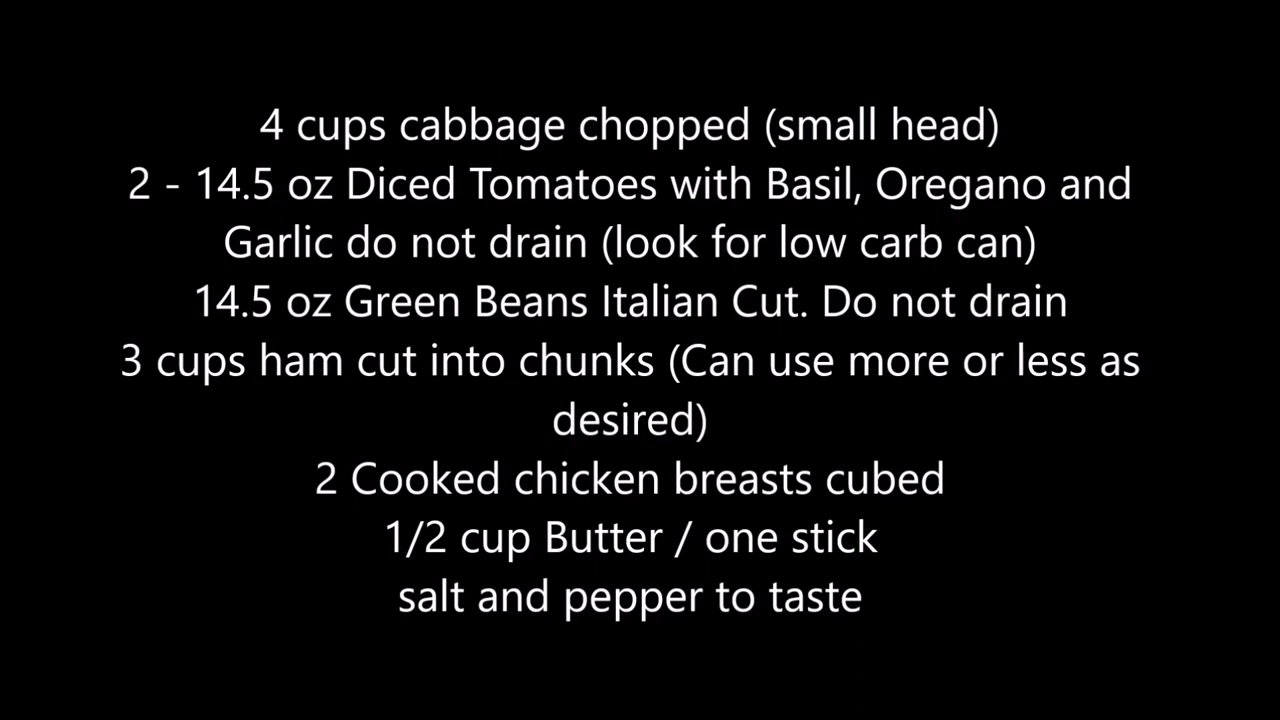 4 cups cabbage chopped (small head)
2 - 14.5 oz Diced Tomatoes with Basil, Oregano and
Garlic do not drain (look for low carb can)
14.5 oz Green Beans Italian Cut. Do not drain
3 cups ham cut into chunks (Can use more or less as
desired)
2 Cooked chicken breasts cubed
1/2 cup Butter / one stick
salt and pepper to taste